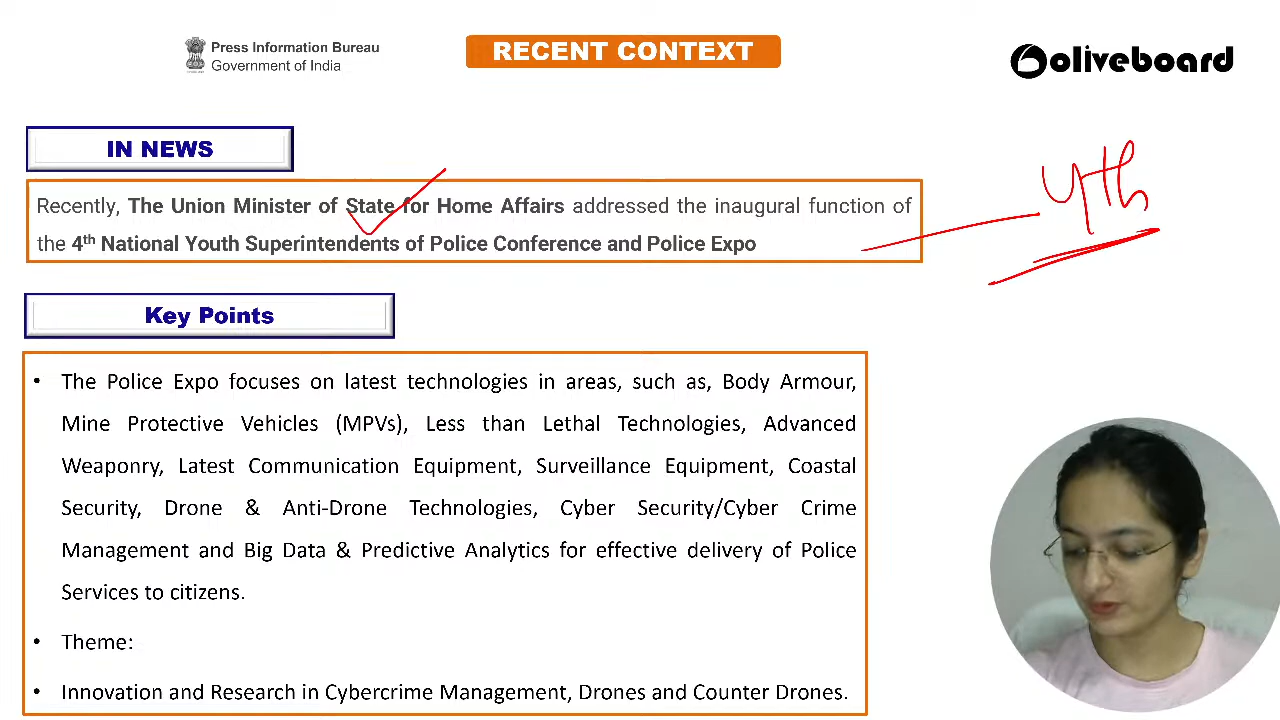 Press Information Bureau
Government of India
RECENT CONTEXT
oliveboard
IN NEWS
Recently, The Union Minister of State for Home Affairs addressed the inaugural function of
the 4th National Youth Superintendents of Police Conference and Police Expo
4th
Key Points
• The Police Expo focuses on latest technologies in areas, such as, Body Armour,
Mine Protective Vehicles (MPVs), Less than Lethal Technologies, Advanced
Weaponry, Latest Communication Equipment, Surveillance Equipment, Coastal
Security, Drone & Anti-Drone Technologies, Cyber Security/Cyber Crime
Management and Big Data & Predictive Analytics for effective delivery of Police
Services to citizens.
• Theme:
• Innovation and Research in Cybercrime Management, Drones and Counter Drones.